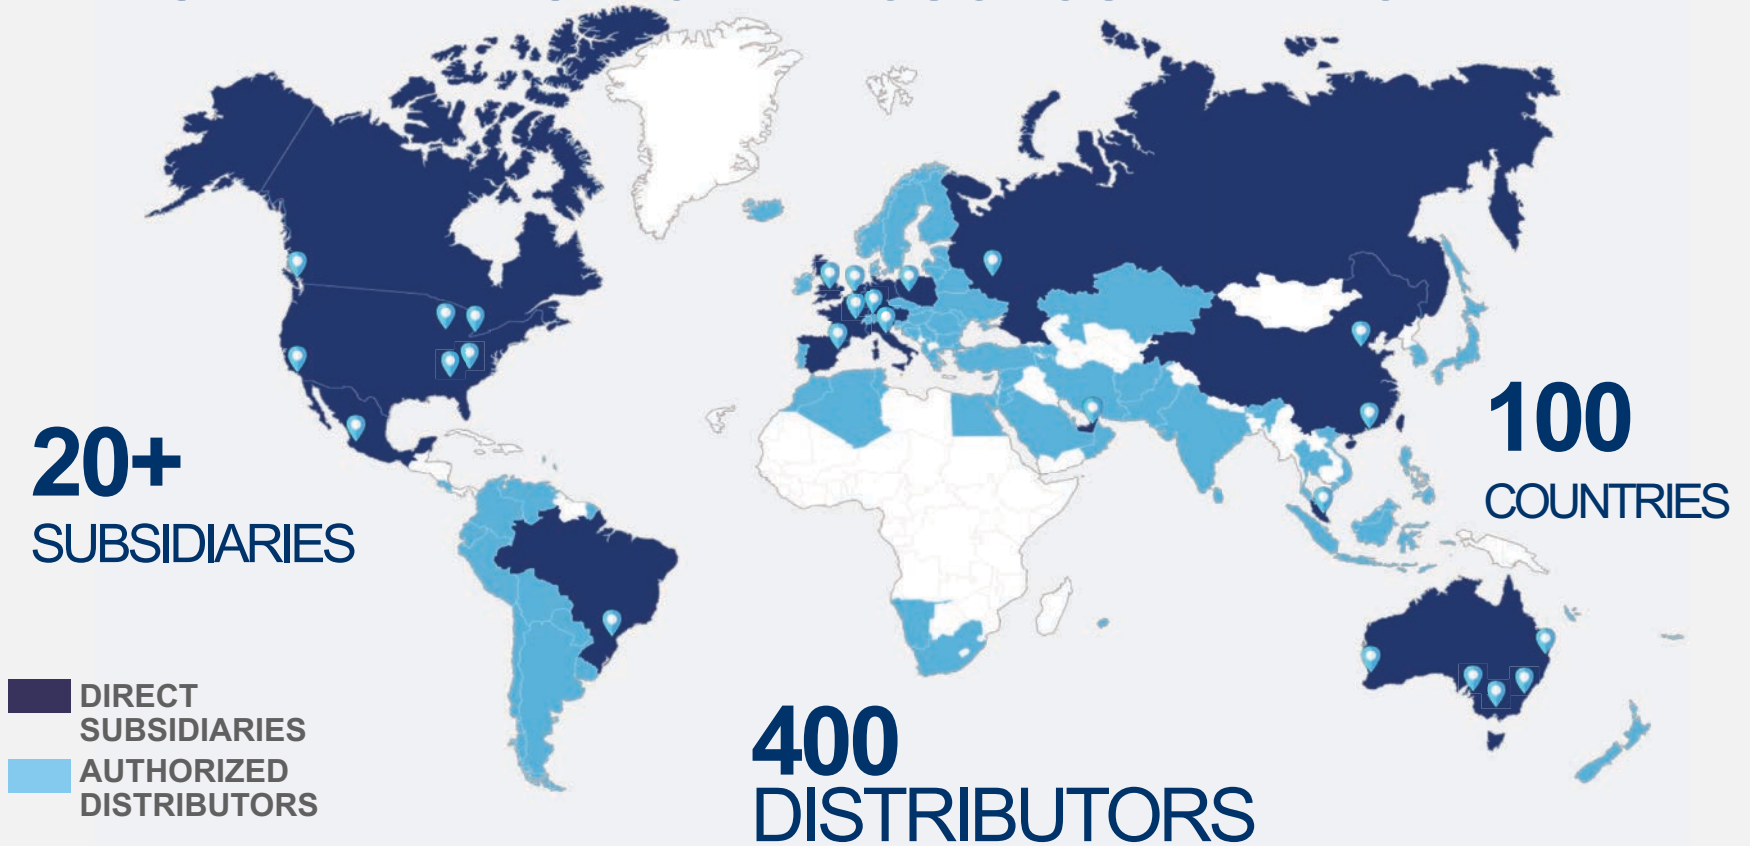 20+
SUBSIDIARIES
100
COUNTRIES
400
DISTRIBUTORS
DIRECT
SUBSIDIARIES
AUTHORIZED
DISTRIBUTORS